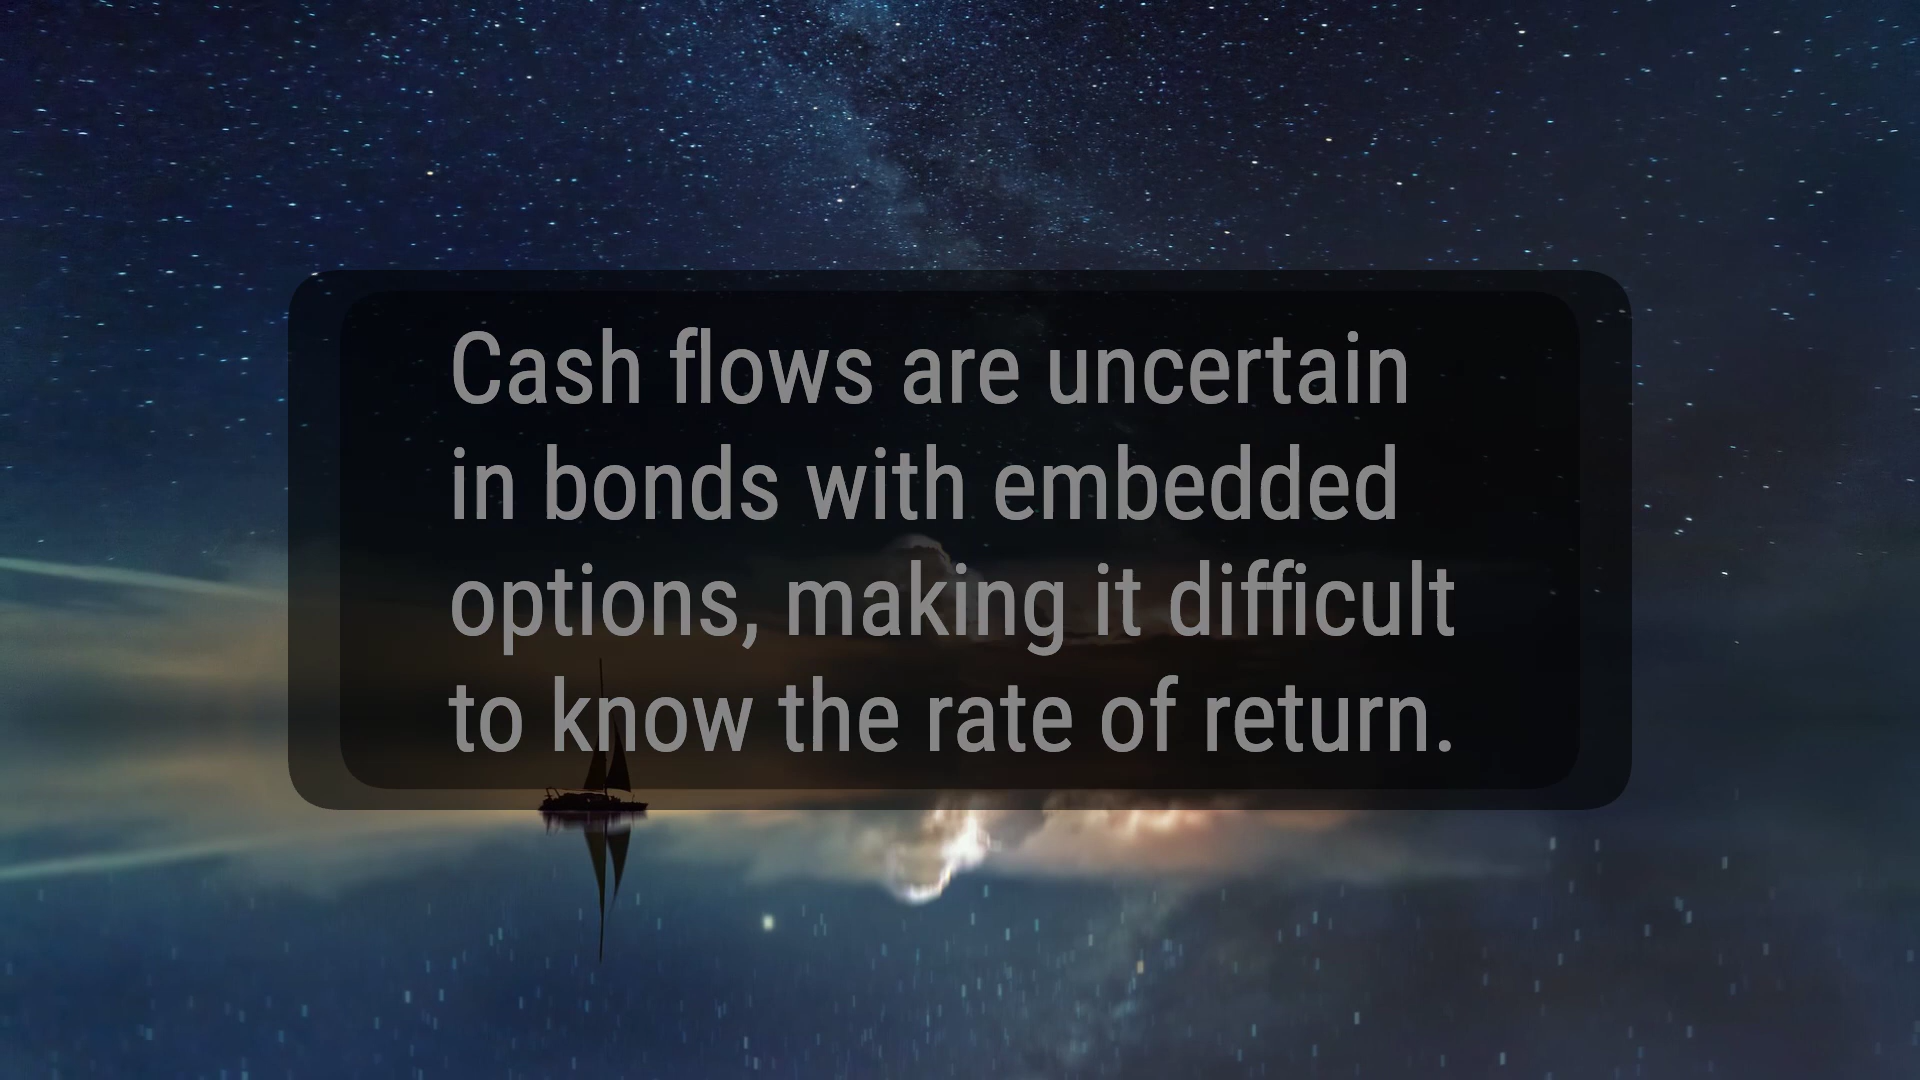 Cash flows are uncertain
in bonds with embedded
options, making it difficult
to know the rate of return.